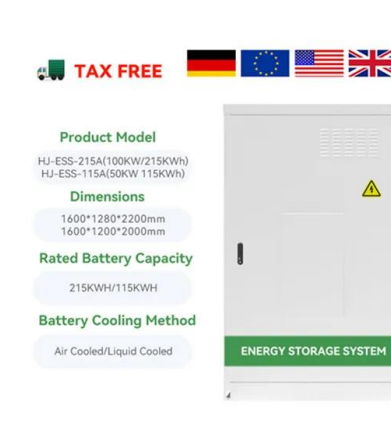 TAX FREE
Product Model
HJ-ESS-215A(100KW/215KWh)
HJ-ESS-115A(50KW 115KWh)
Dimensions
1600*1280*2200mm
1600*1200*2000mm
Rated Battery Capacity
215KWH/115KWH
Battery Cooling Method
Air Cooled/Liquid Cooled
ENERGY STORAGE SYSTEM